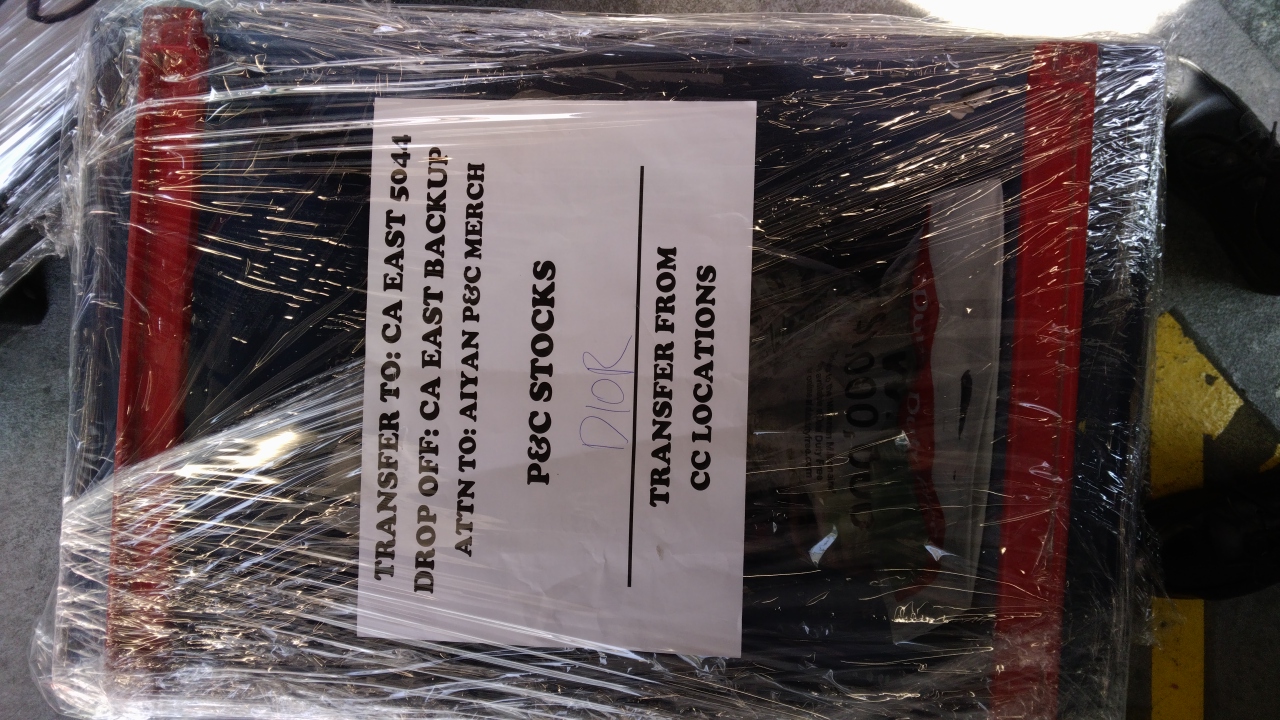 TRANSFER TO: CA EAST 5044
DROP OFF: CA EAST BACKUP
ATTN TO: AIYAN P&C MERCH
P&C STOCKS
DIOR
TRANSFER FROM
CC LOCATIONS